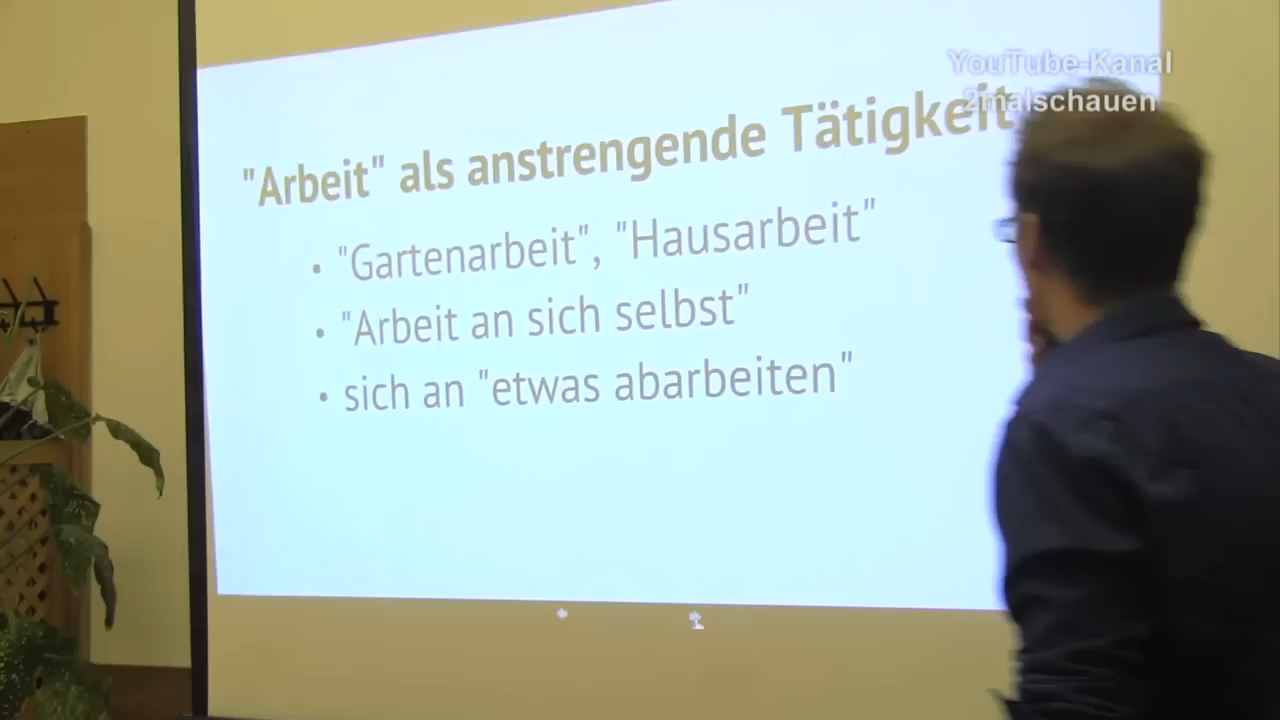 YouTube-Kanal
2malschauen
"Arbeit" als anstrengende Tätigkeit
• "Gartenarbeit", "Hausarbeit"
• "Arbeit an sich selbst"
• sich an "etwas abarbeiten"